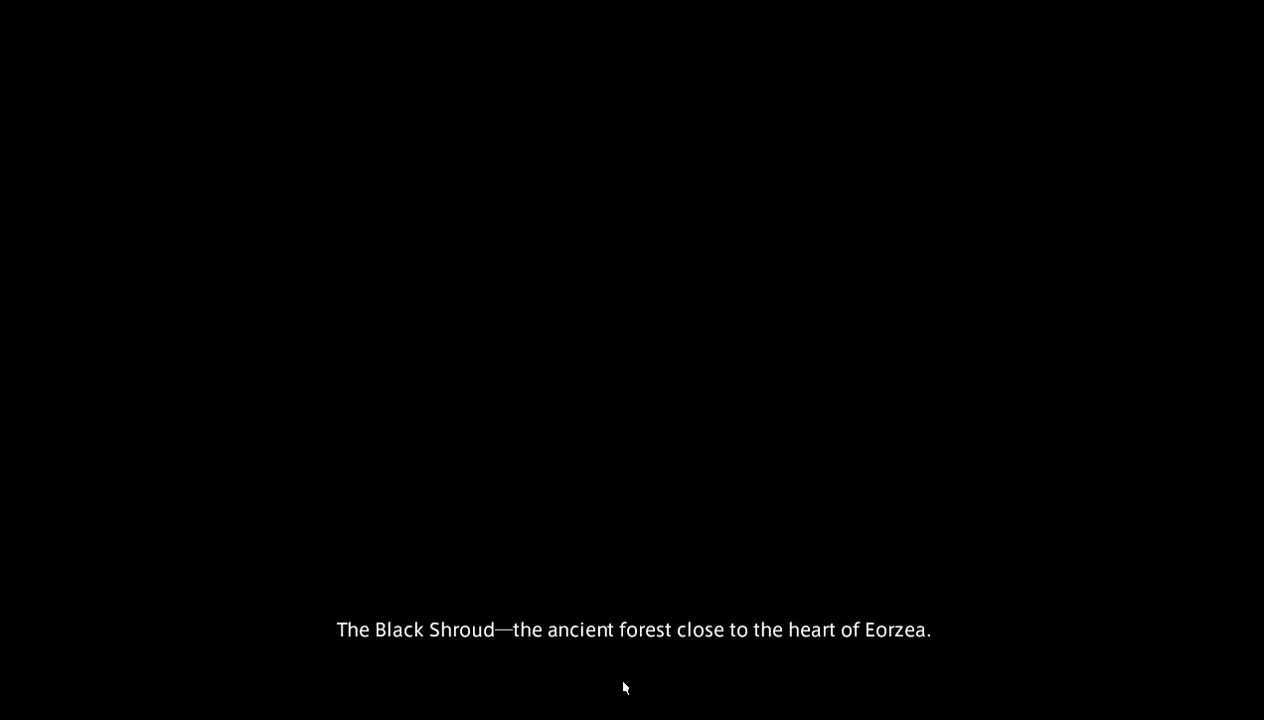 The Black Shroud—the ancient forest close to the heart of Eorzea.